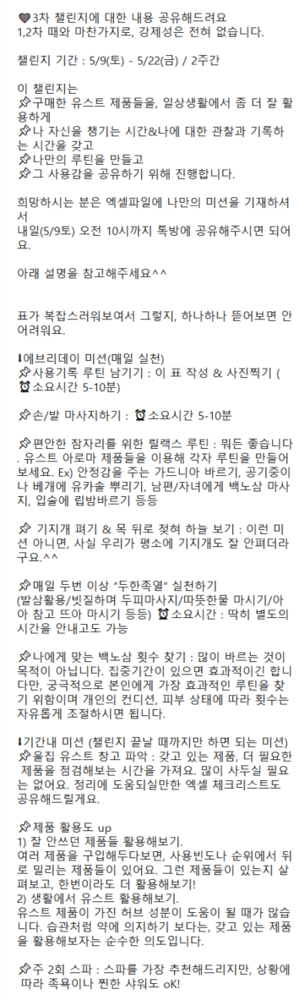 🖤3차 챌린지에 대한 내용 공유해드려요
1,2차 때와 마찬가지로, 강제성은 전혀 없습니다.
챌린지 기간 : 5/9(토) - 5/22(금) / 2주간
이 챌린지는
📌구매한 유스트 제품들을, 일상생활에서 좀 더 잘 활
용하게
📌나 자신을 챙기는 시간&나에 대한 관찰과 기록하
는 시간을 갖고
📌나만의 루틴을 만들고
📌그 사용감을 공유하기 위해 진행합니다.
희망하시는 분은 엑셀파일에 나만의 미션을 기재하셔
서
내일(5/9토) 오전 10시까지 톡방에 공유해주시면 되어
요.
아래 설명을 참고해주세요^^
표가 복잡스러워보여서 그렇지, 하나하나 뜯어보면 안
어려워요.
⬇에브리데이 미션(매일 실천)
📌사용기록 루틴 남기기 : 이 표 작성 & 사진찍기 (
⏰소요시간 5-10분)
📌손/발 마사지하기 : ⏰소요시간 5-10분
📌편안한 잠자리를 위한 릴랙스 루틴 : 뭐든 좋습니다
. 유스트 아로마 제품들을 이용해 각자 루틴을 만들어
보세요. Ex) 안정감을 주는 가드니아 바르기, 공기중이
나 베개에 유카솔 뿌리기, 남편/자녀에게 백노삼 마사
지, 입술에 립밤바르기 등등
📌 기지개 펴기 & 목 뒤로 젖혀 하늘 보기 : 이런 미
션 아니면, 사실 우리가 평소에 기지개도 잘 안펴더라
구요.^^
📌매일 두번 이상 “두한족열” 실천하기
(발삼활용/빗질하며 두피마사지/따뜻한물 마시기/아
아 참고 뜨아 마시기 등등) ⏰소요시간 : 딱히 별도의
시간을 안내고도 가능
📌나에게 맞는 백노삼 횟수 찾기 : 많이 바르는 것이
목적이 아닙니다. 집중기간이 있으면 효과적이긴 합니
다만, 궁극적으로 본인에게 가장 효과적인 루틴을 찾
기 위함이며 개인의 컨디션, 피부 상태에 따라 횟수는
자유롭게 조절하시면 됩니다.
⬇기간내 미션 (챌린지 끝날 때까지만 하면 되는 미션)
📌울집 유스트 창고 파악 : 갖고 있는 제품, 더 필요한
제품을 점검해보는 시간을 가져요. 많이 사두실 필요
는 없어요. 정리에 도움되실만한 엑셀 체크리스트도
공유해드릴게요.
📌제품 활용도 up
1) 잘 안쓰던 제품들 활용해보기.
여러 제품을 구입해두다보면, 사용빈도나 순위에서 뒤
로 밀리는 제품들이 있어요. 그런 제품들이 있는지 살
펴보고, 한번이라도 더 활용해보기!
2) 생활에서 유스트 활용해보기.
유스트 제품이 가진 허브 성분이 도움이 될 때가 많습
니다. 습관처럼 약에 의지하기 보다는, 갖고 있는 제품
을 활용해보자는 순수한 의도입니다.
📌주 2회 스파 : 스파를 가장 추천해드리지만, 상황에
따라 족욕이나 찐한 샤워도 oK!